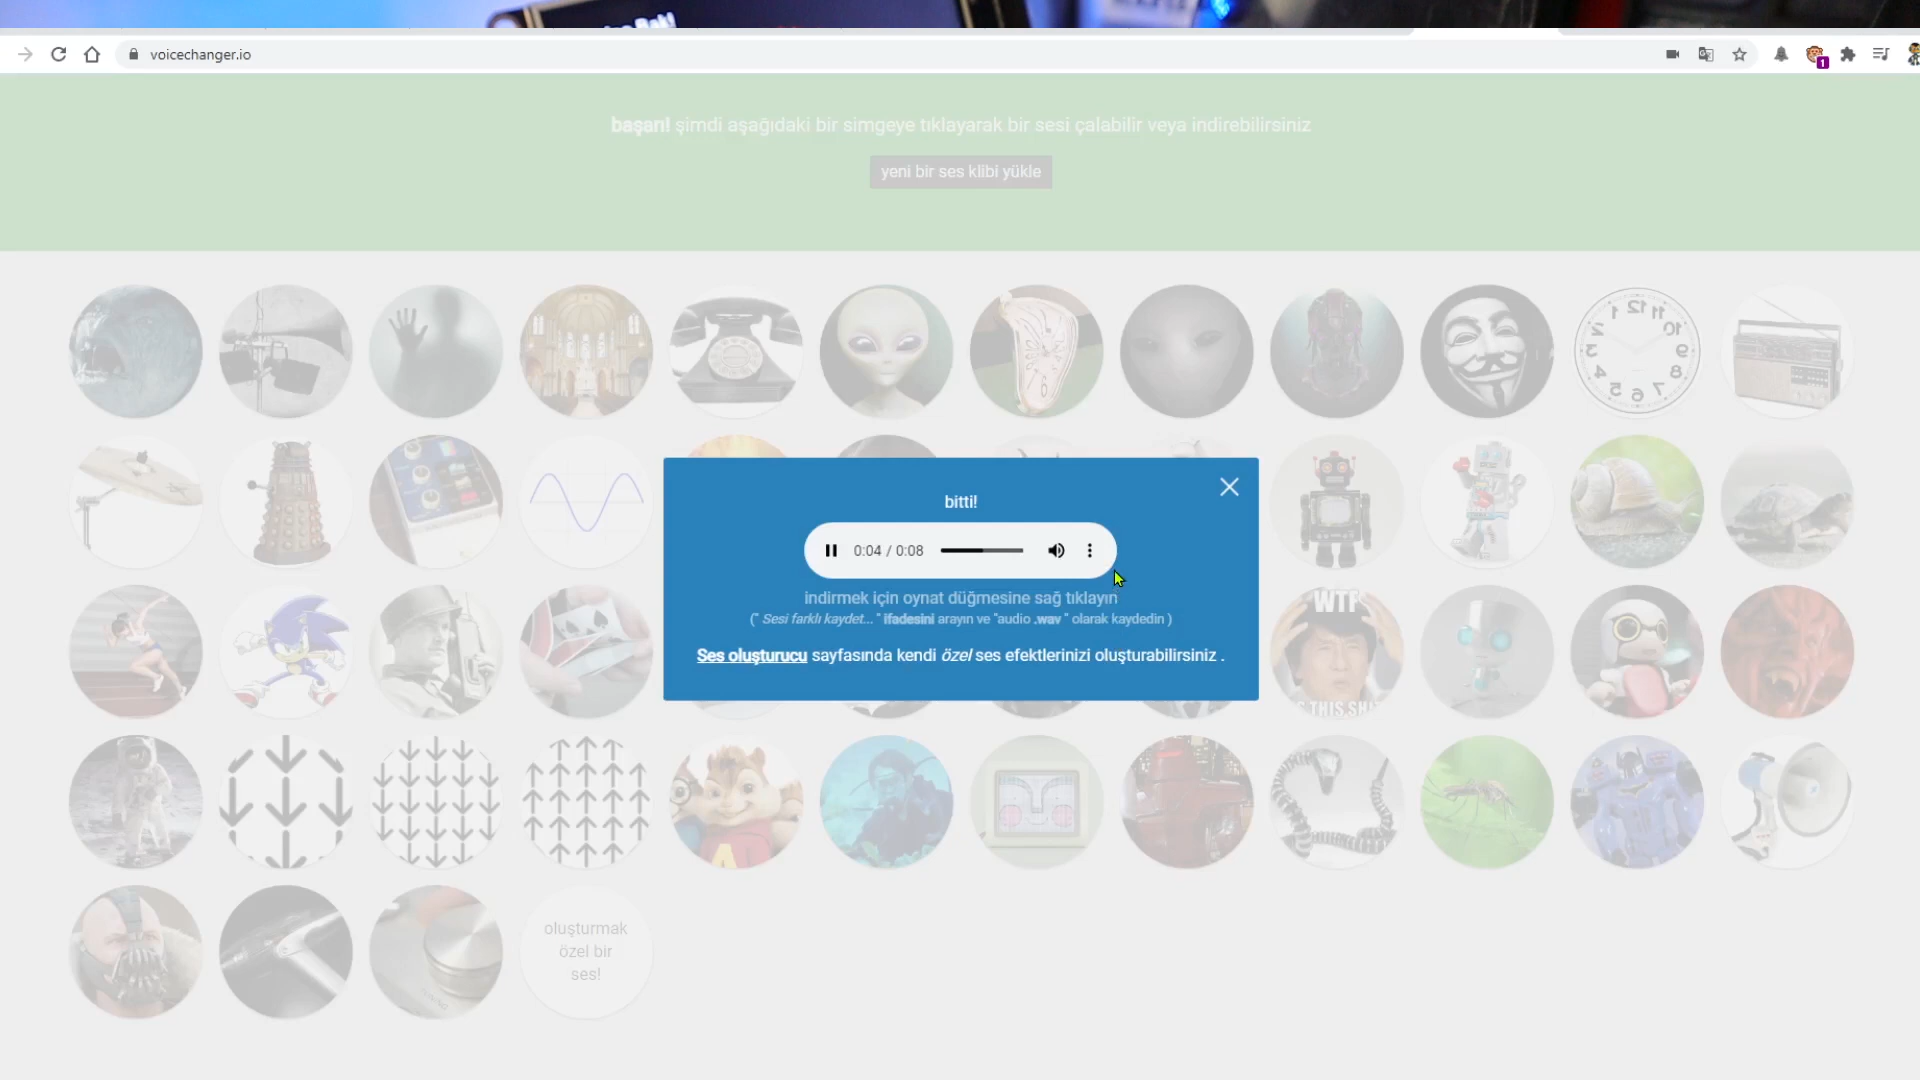 voicechanger.io
1
başarı! şimdi aşağıdaki bir simgeye tıklayarak bir sesi çalabilir veya indirebilirsiniz
yeni bir ses klibi yükle
bitti!
0:04 / 0:08
indirmek için oynat düğmesine sağ tıklayın
(" Sesi farklı kaydet... " ifadesini arayın ve "audio .wav " olarak kaydedin )
Ses oluşturucu sayfasında kendi özel ses efektlerinizi oluşturabilirsiniz .
WTF
oluşturmak
özel bir
ses!